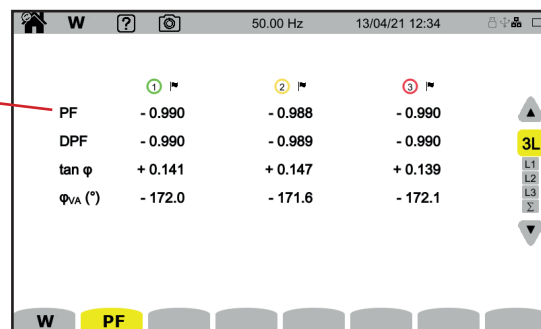 W ? 50.00 Hz 13/04/21 12:34
1 2 3
PF - 0.990 - 0.988 - 0.990
DPF - 0.990 - 0.989 - 0.990
tan φ + 0.141 + 0.147 + 0.139
φVA (°) - 172.0 - 171.6 - 172.1
3L
L1
L2
L3
Σ
W PF